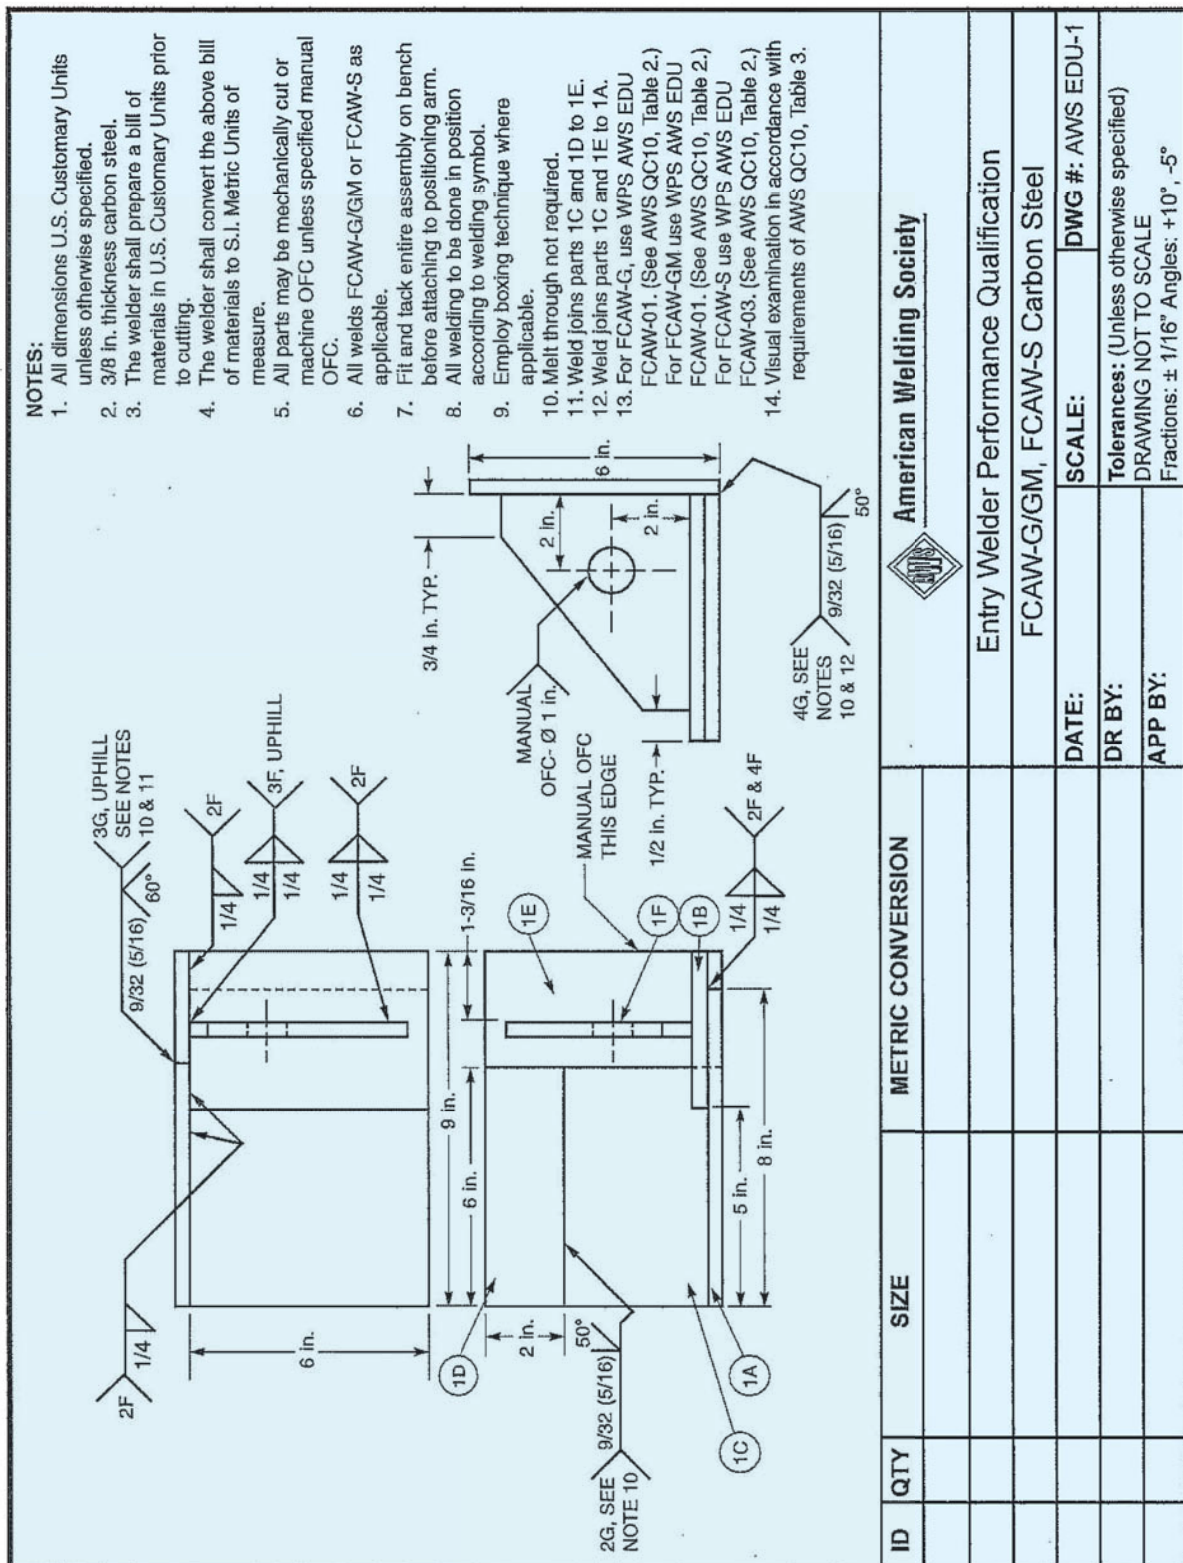 NOTES:
1. All dimensions U.S. Customary Units
unless otherwise specified.
2. 3/8 in. thickness carbon steel.
3. The welder shall prepare a bill of
materials in U.S. Customary Units prior
to cutting.
4. The welder shall convert the above bill
of materials to S.I. Metric Units of
measure.
5. All parts may be mechanically cut or
machine OFC unless specified manual
OFC.
6. All welds FCAW-G/GM or FCAW-S as
applicable.
7. Fit and tack entire assembly on bench
before attaching to positioning arm.
8. All welding to be done in position
according to welding symbol.
9. Employ boxing technique where
applicable.
10. Melt through not required.
11. Weld joins parts 1C and 1D to 1E.
12. Weld joins parts 1C and 1E to 1A.
13. For FCAW-G, use WPS AWS EDU
FCAW-01. (See AWS QC10, Table 2.)
For FCAW-GM use WPS AWS EDU
FCAW-01. (See AWS QC10, Table 2.)
For FCAW-S use WPS AWS EDU
FCAW-03. (See AWS QC10, Table 2.)
14. Visual examination in accordance with
requirements of AWS QC10, Table 3.
2F
1/4
6 in.
9/32 (5/16)
60°
3G, UPHILL
SEE NOTES
10 & 11
2F
1/4
1/4
1/4
3F, UPHILL
1/4
1/4
2F
9 in.
1-3/16 in.
6 in.
2 in.
1D
50°
9/32 (5/16)
2G, SEE
NOTE 10
1C
1A
5 in.
8 in.
1E
1F
1B
MANUAL OFC
THIS EDGE
1/4
1/4
2F & 4F
3/4 in. TYP.
MANUAL
OFC- Ø 1 in.
1/2 in. TYP.
2 in.
2 in.
6 in.
4G, SEE
NOTES
10 & 12
9/32 (5/16)
50°
ID
QTY
SIZE
METRIC CONVERSION
AWS
American Welding Society
Entry Welder Performance Qualification
FCAW-G/GM, FCAW-S Carbon Steel
DATE:
SCALE:
DWG #: AWS EDU-1
DR BY:
Tolerances: (Unless otherwise specified)
DRAWING NOT TO SCALE
APP BY:
Fractions: ± 1/16" Angles: +10°, -5°